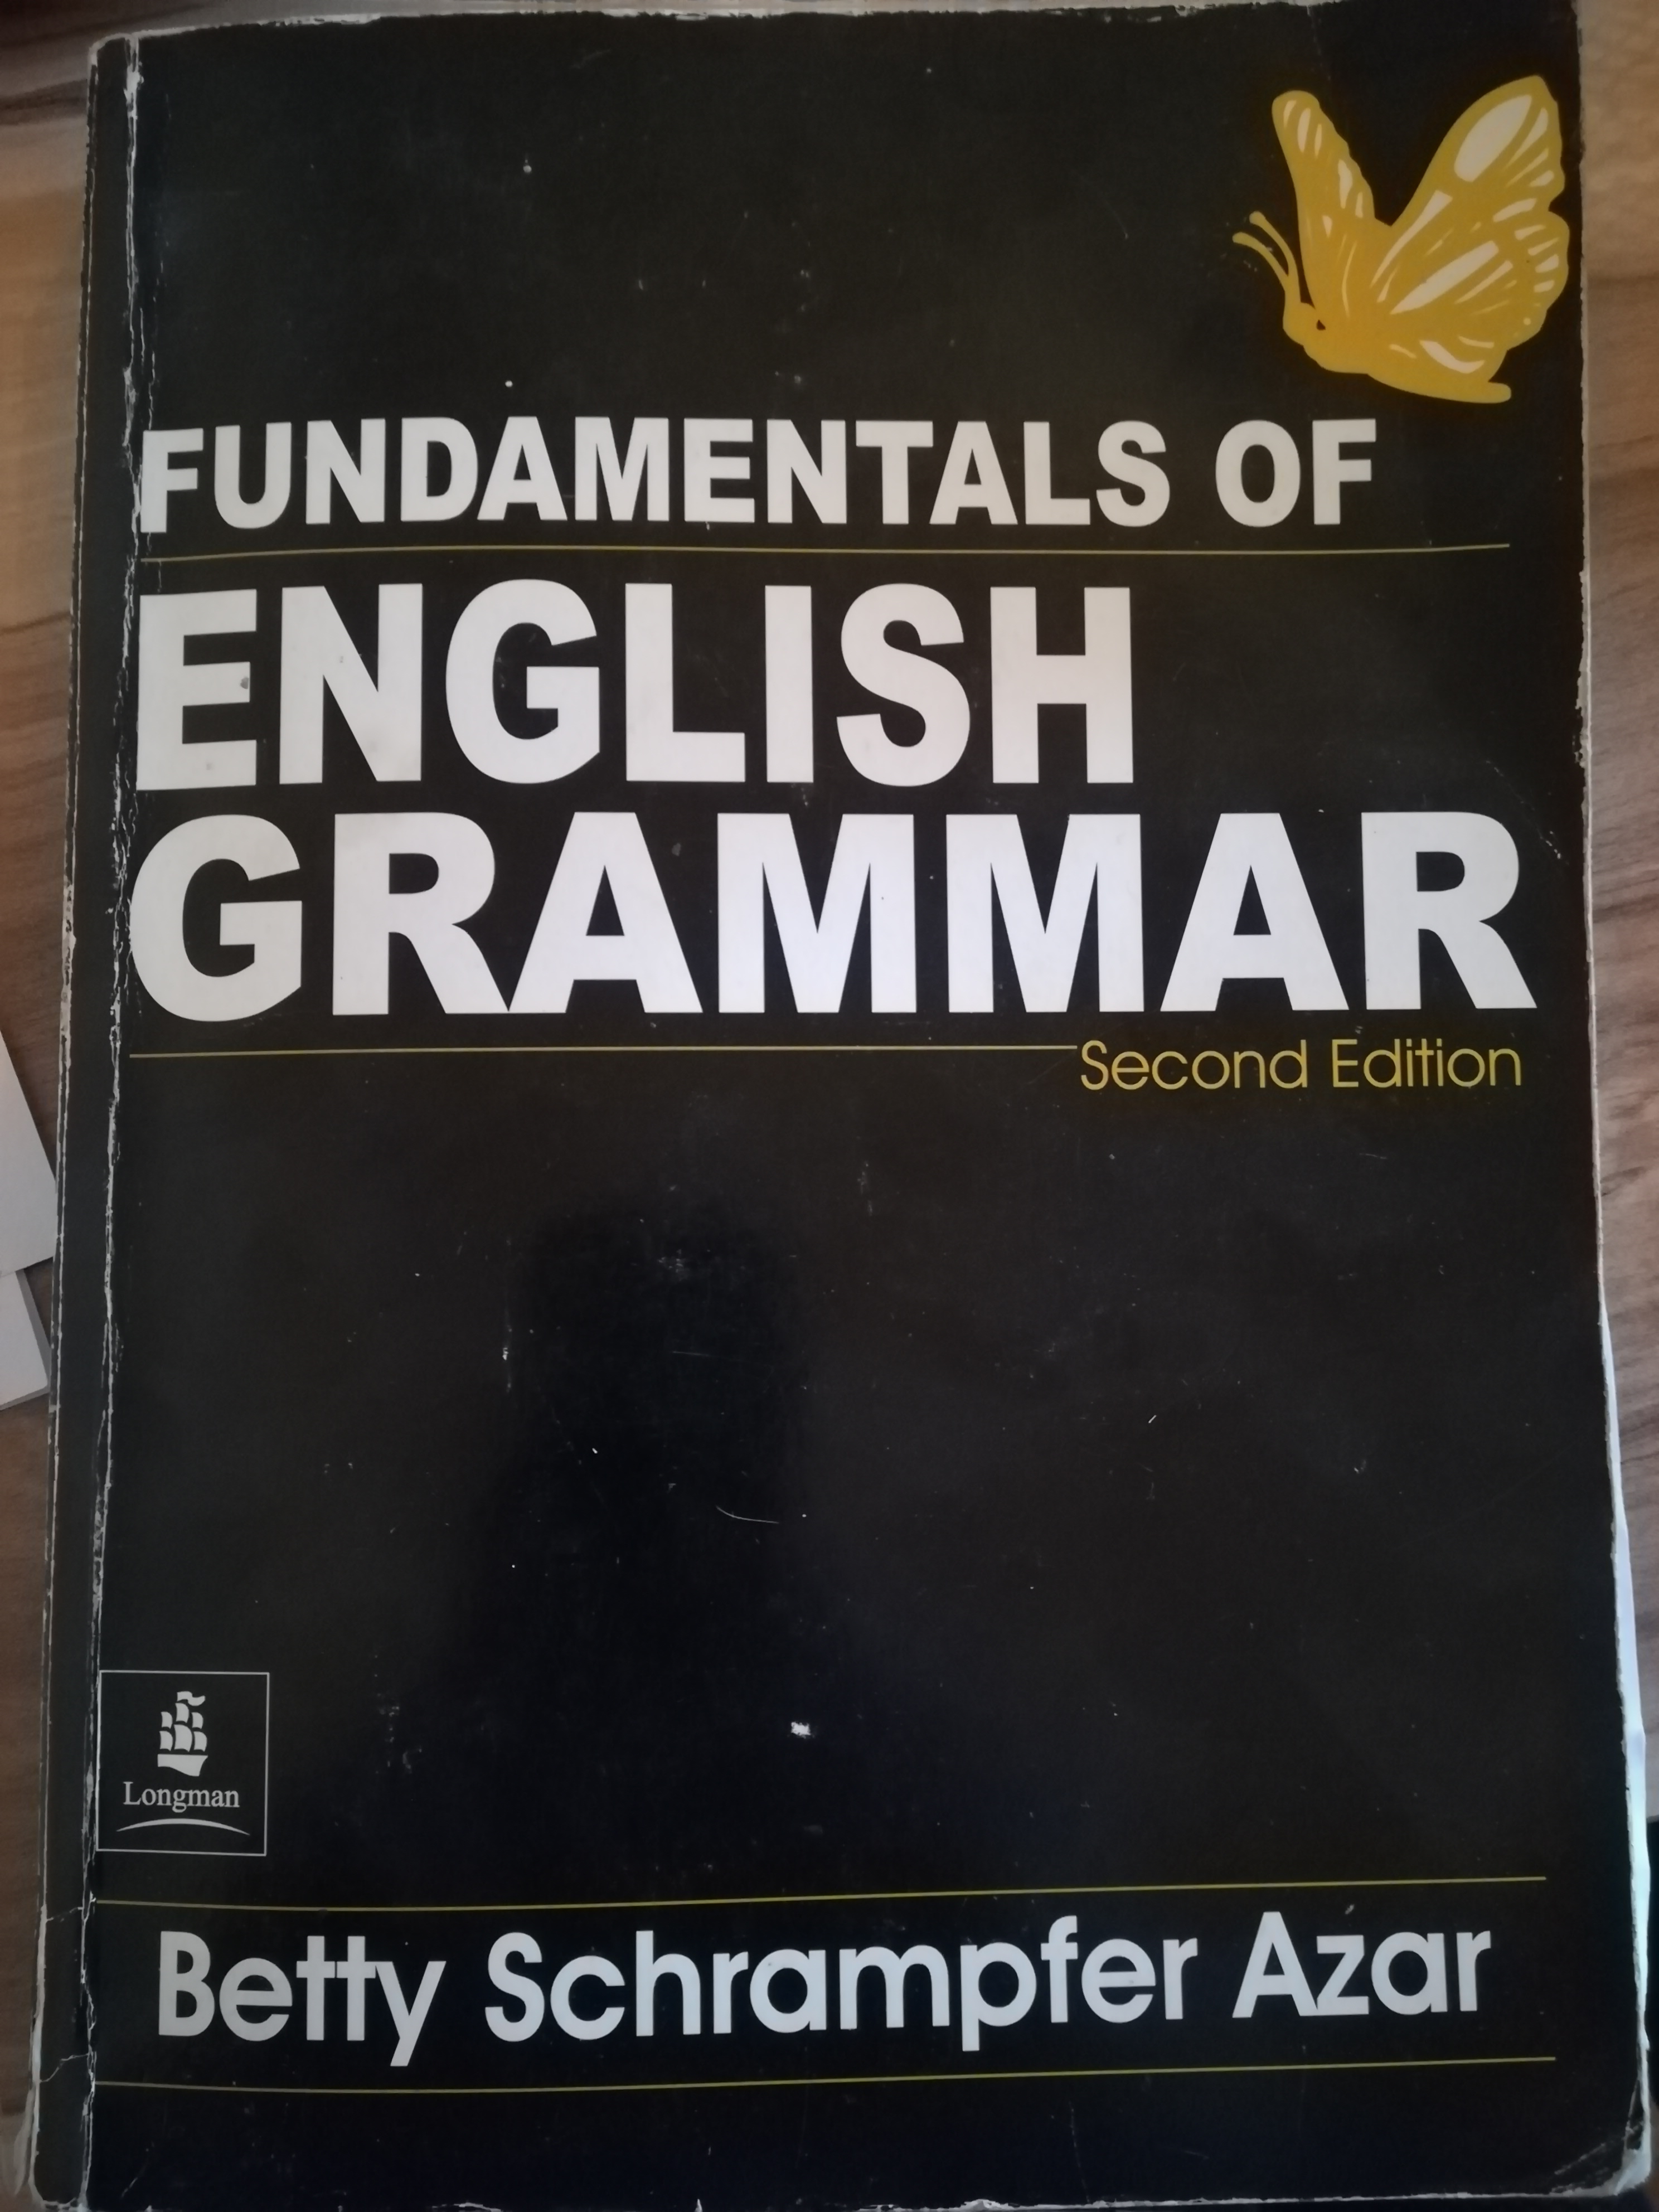 FUNDAMENTALS OF
ENGLISH
GRAMMAR
Second Edition
Longman
Betty Schrampfer Azar